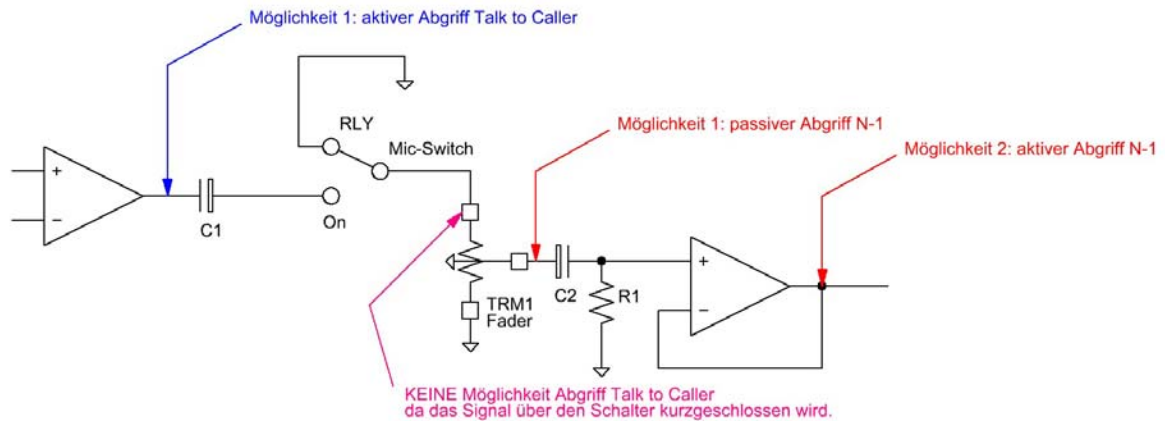 Möglichkeit 1: aktiver Abgriff Talk to Caller
RLY
Mic-Switch
Möglichkeit 1: passiver Abgriff N-1
Möglichkeit 2: aktiver Abgriff N-1
+
−
C1
On
TRM1
Fader
C2
R1
+
−
KEINE Möglichkeit Abgriff Talk to Caller
da das Signal über den Schalter kurzgeschlossen wird.